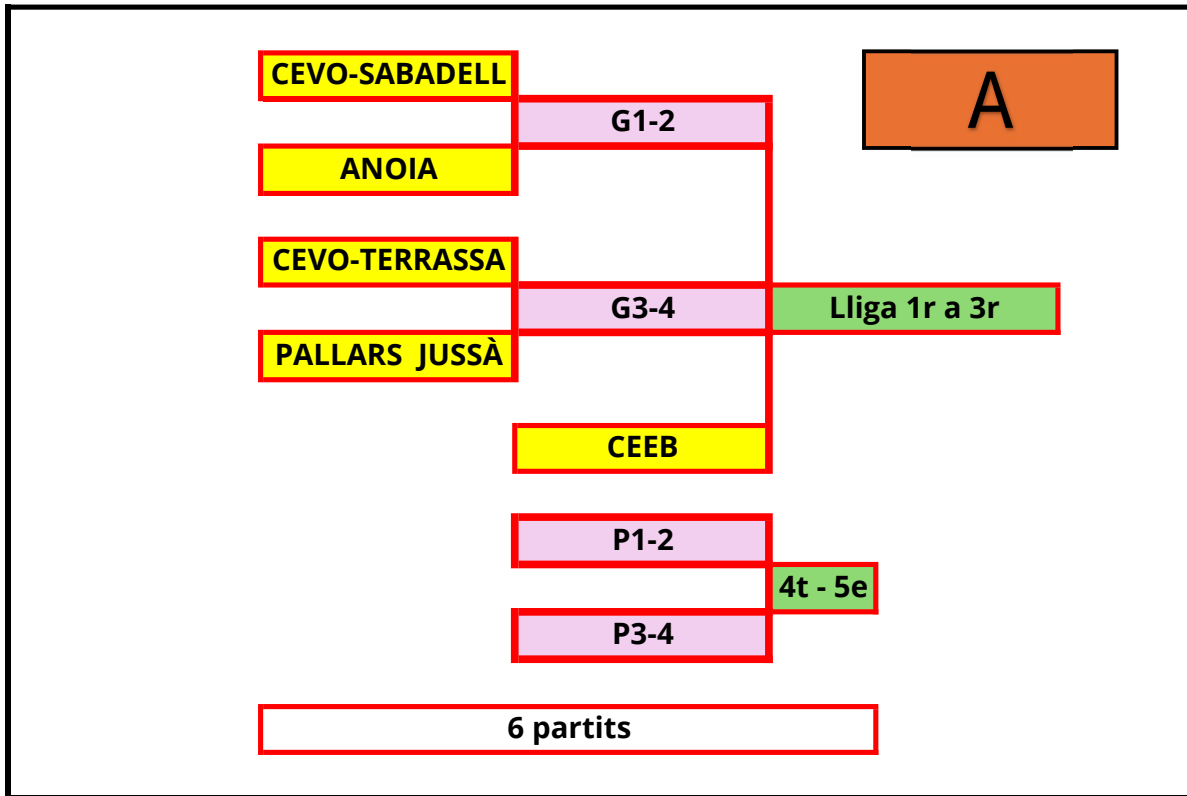 CEVO-SABADELL
A
G1-2
ANOIA
CEVO-TERRASSA
G3-4
Lliga 1r a 3r
PALLARS JUSSÀ
CEEB
P1-2
4t - 5e
P3-4
6 partits